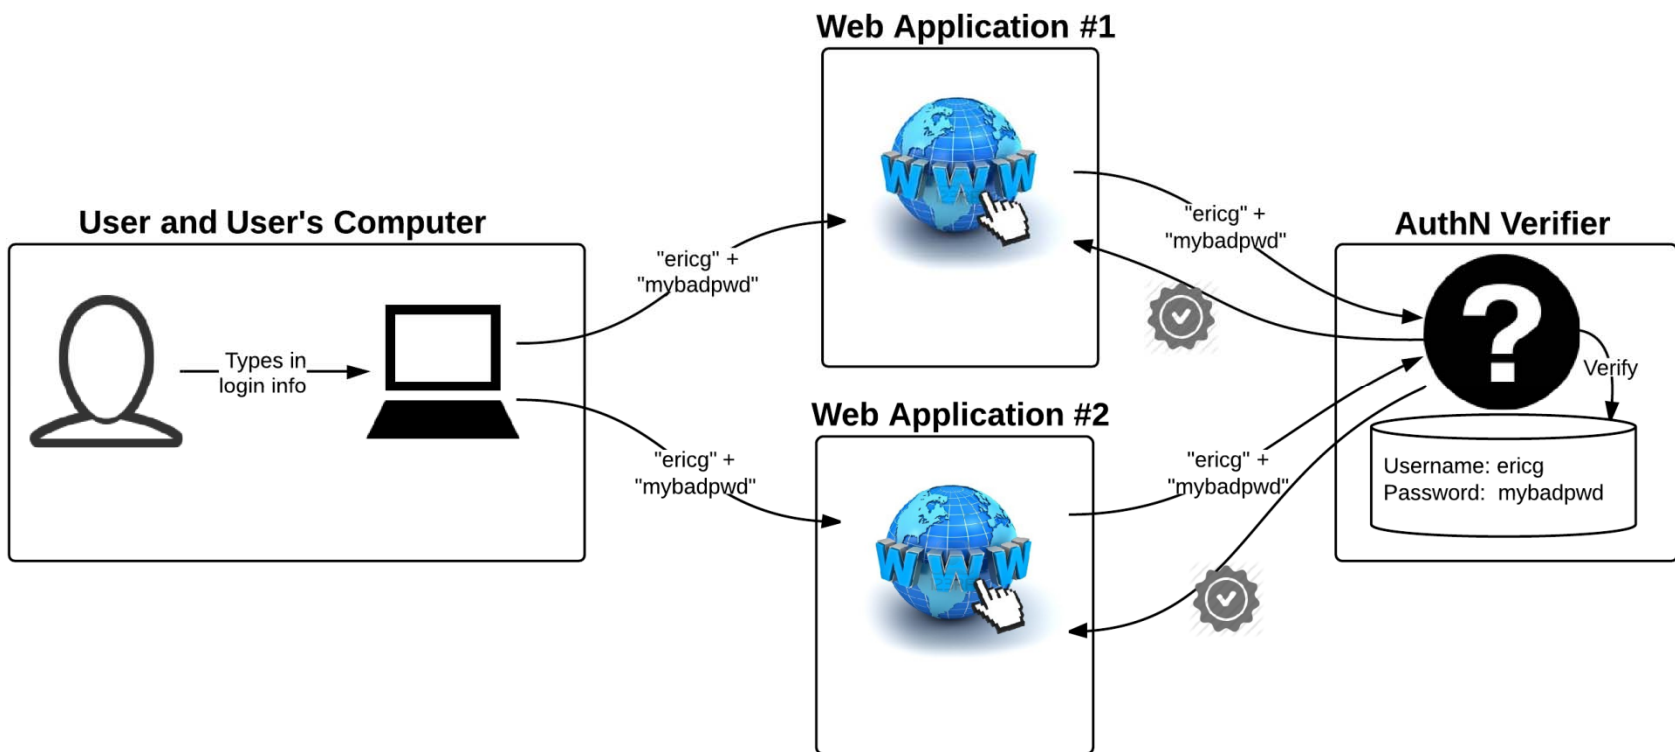 Web Application #1
WWW
User and User's Computer
Types in
login info
"ericg" +
"mybadpwd"
"ericg" +
"mybadpwd"
AuthN Verifier
Verify
Username: ericg
Password: mybadpwd
Web Application #2
WWW
"ericg" +
"mybadpwd"
"ericg" +
"mybadpwd"